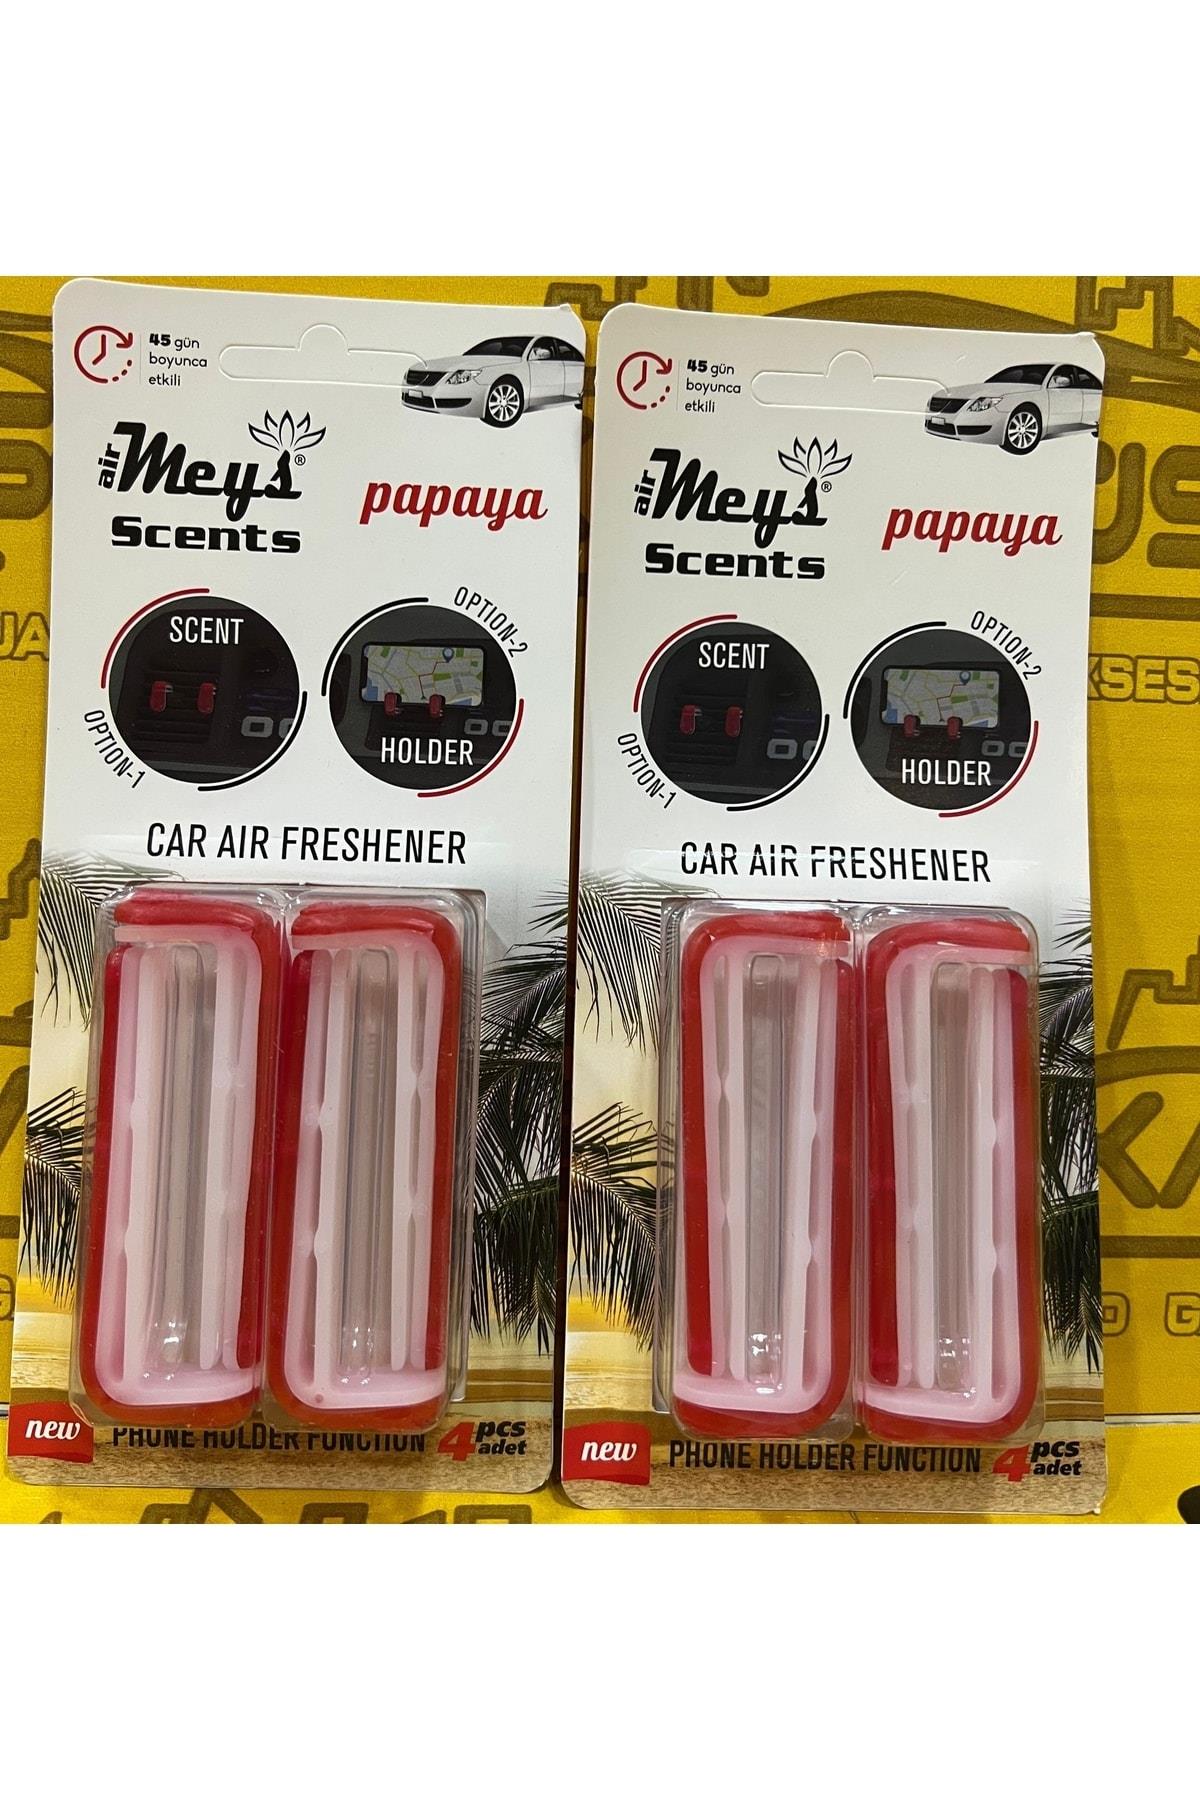 45 gün
boyunca
etkili
air Mey's®
Scents
papaya
SCENT
OPTION-1
OPTION-2
HOLDER
CAR AIR FRESHENER
new
PHONE HOLDER FUNCTION
4 pcs
adet
45 gün
boyunca
etkili
air Mey's®
Scents
papaya
SCENT
OPTION-1
OPTION-2
HOLDER
CAR AIR FRESHENER
new
PHONE HOLDER FUNCTION
4 pcs
adet